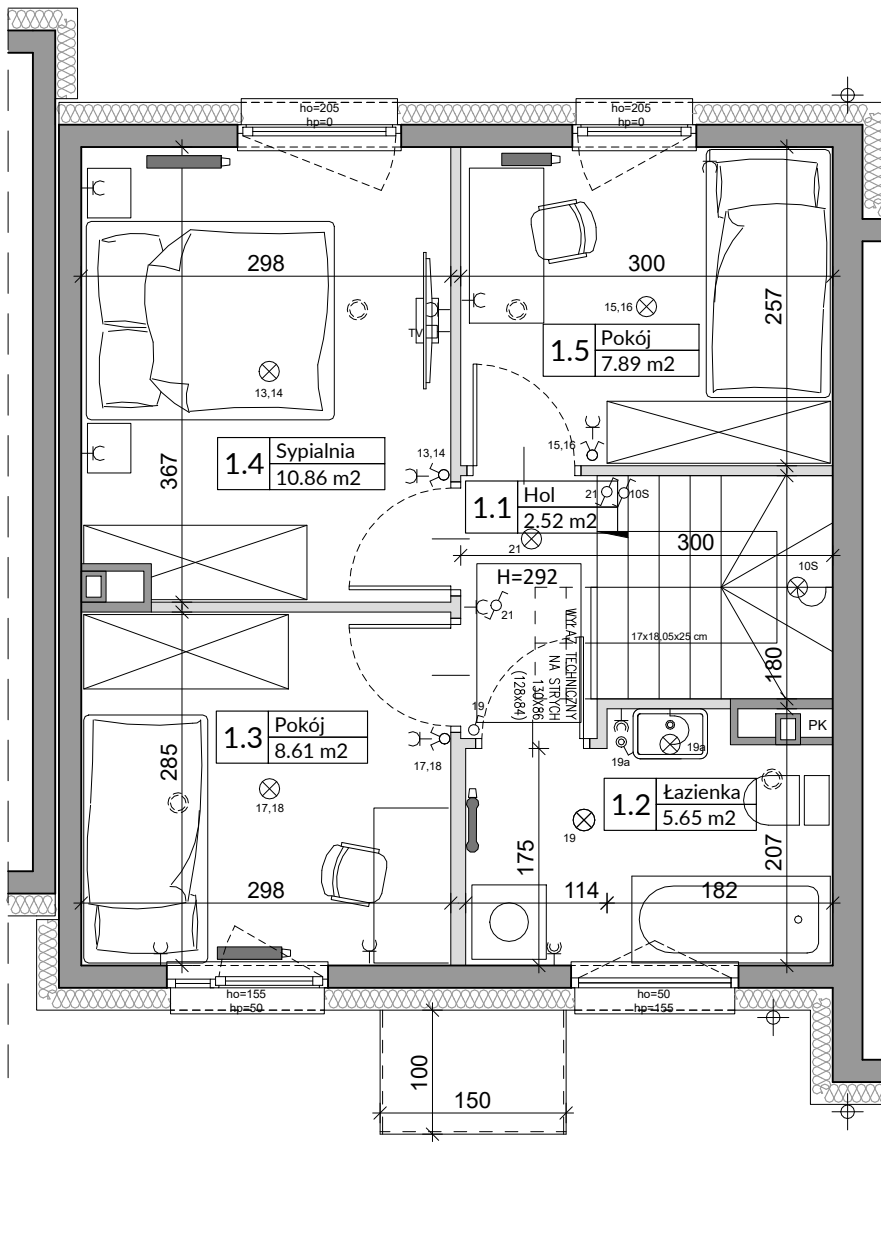 ho=205
hp=0
ho=205
hp=0
298
300
257
15,16
TV
1.5
Pokój
7.89 m2
13,14
15,16
1.4
Sypialnia
10.86 m2
13,14
367
1.1
Hol
2.52 m2
21
10S
21
300
10S
H=292
21
WYŁAZ TECHNICZNY
NA STRYCH
130x86
(128x84)
17x18,05x25 cm
180
19
1.3
Pokój
8.61 m2
17,18
PK
19a
19a
285
17,18
1.2
Łazienka
5.65 m2
19
175
207
298
114
182
ho=155
hp=50
ho=50
hp=155
100
150